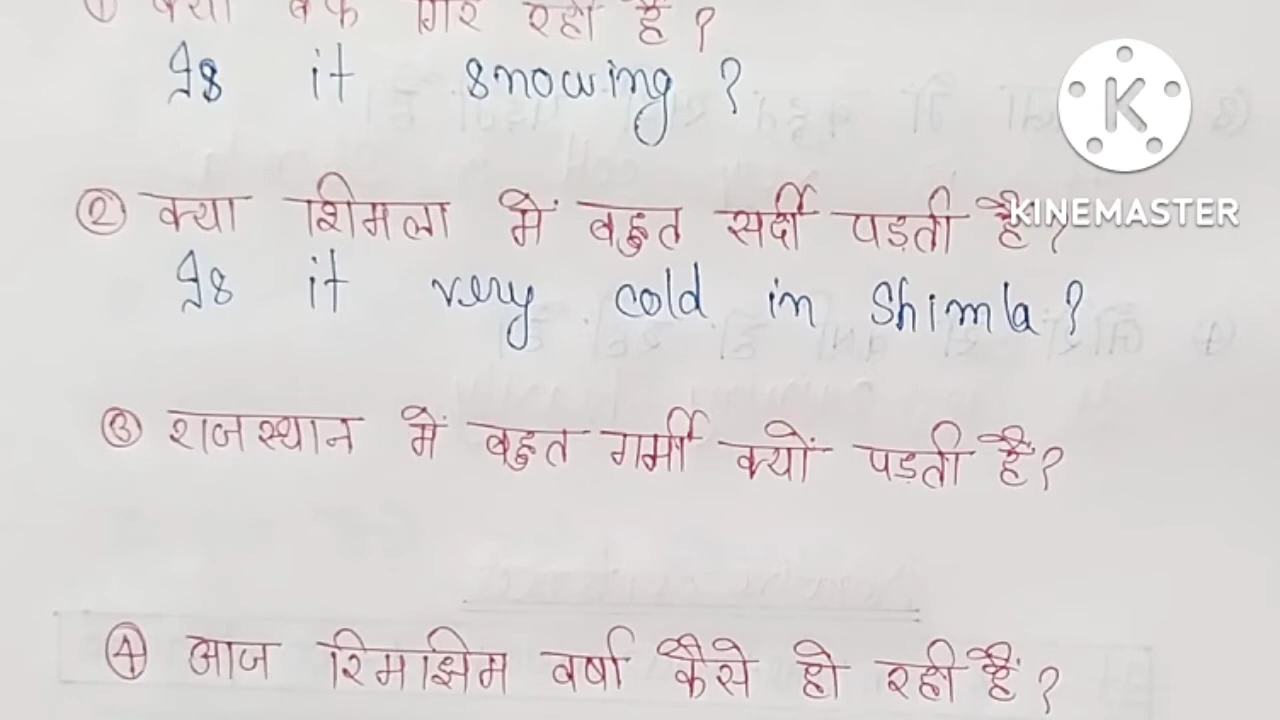 ① क्या बर्फ गिर रही है ?
Is it snowing ?
K
KINEMASTER
② क्या शिमला में बहुत सर्दी पड़ती है ?
Is it very cold in Shimla ?
③ राजस्थान में बहुत गर्मी क्यों पड़ती है ?
④ आज रिमझिम वर्षा कैसे हो रही है ?